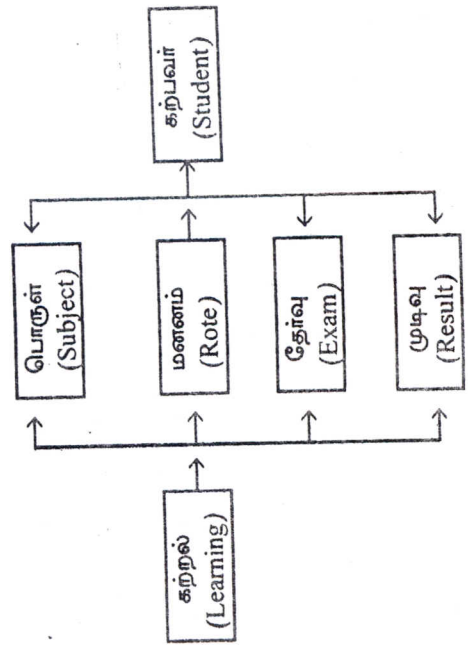 கற்றல்
(Learning)
பொருள்
(Subject)
மனனம்
(Rote)
தேர்வு
(Exam)
முடிவு
(Result)
கற்பவர்
(Student)